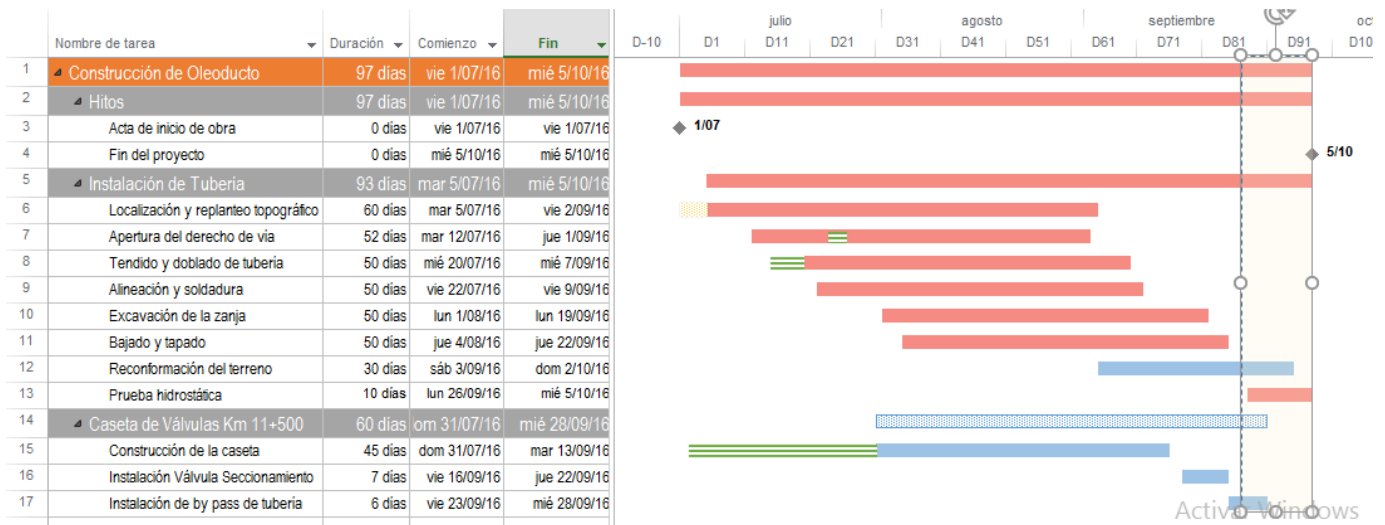 julio agosto septiembre oct
Nombre de tarea Duración Comienzo Fin D-10 D1 D11 D21 D31 D41 D51 D61 D71 D81 D91 D10
1 Construcción de Oleoducto 97 días vie 1/07/16 mié 5/10/16
2 Hitos 97 días vie 1/07/16 mié 5/10/16
3 Acta de inicio de obra 0 días vie 1/07/16 vie 1/07/16 1/07
4 Fin del proyecto 0 días mié 5/10/16 mié 5/10/16 5/10
5 Instalación de Tubería 93 días mar 5/07/16 mié 5/10/16
6 Localización y replanteo topográfico 60 días mar 5/07/16 vie 2/09/16
7 Apertura del derecho de vía 52 días mar 12/07/16 jue 1/09/16
8 Tendido y doblado de tubería 50 días mié 20/07/16 mié 7/09/16
9 Alineación y soldadura 50 días vie 22/07/16 vie 9/09/16
10 Excavación de la zanja 50 días lun 1/08/16 lun 19/09/16
11 Bajado y tapado 50 días jue 4/08/16 jue 22/09/16
12 Reconformación del terreno 30 días sáb 3/09/16 dom 2/10/16
13 Prueba hidrostática 10 días lun 26/09/16 mié 5/10/16
14 Caseta de Válvulas Km 11+500 60 días om 31/07/16 mié 28/09/16
15 Construcción de la caseta 45 días dom 31/07/16 mar 13/09/16
16 Instalación Válvula Seccionamiento 7 días vie 16/09/16 jue 22/09/16
17 Instalación de by pass de tubería 6 días vie 23/09/16 mié 28/09/16
Activar Windows